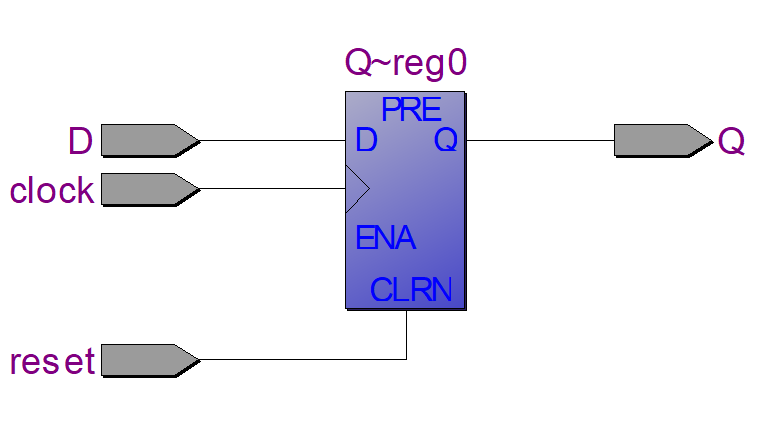 Q~reg0
PRE
D
D
Q
Q
clock
ENA
CLRN
reset